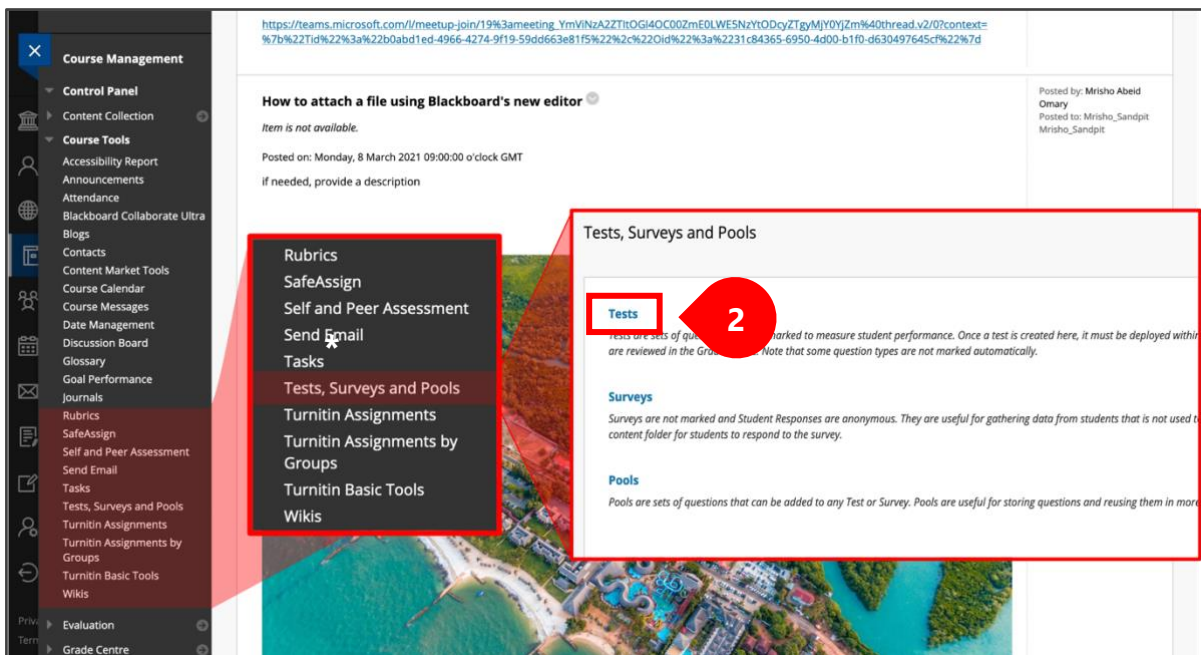 https://teams.microsoft.com/l/meetup-join/19%3ameeting_YmViNzA2ZTItOGI4OC00ZmE0LWE5NzYtODcyZTgyMjY0YjZm%40thread.v2/0?context=
%7b%22Tid%22%3a%22b0abd1ed-4966-4274-9f19-59dd663e81f5%22%2c%22Oid%22%3a%2231c84365-6950-4d00-b1f0-d630497645cf%22%7d
Course Management
Control Panel
Content Collection
Course Tools
Accessibility Report
Announcements
Attendance
Blackboard Collaborate Ultra
Blogs
Contacts
Content Market Tools
Course Calendar
Course Messages
Date Management
Discussion Board
Glossary
Goal Performance
Journals
Rubrics
SafeAssign
Self and Peer Assessment
Send Email
Tasks
Tests, Surveys and Pools
Turnitin Assignments
Turnitin Assignments by
Groups
Turnitin Basic Tools
Wikis
Evaluation
Grade Centre
How to attach a file using Blackboard's new editor
Item is not available.
Posted on: Monday, 8 March 2021 09:00:00 o'clock GMT
if needed, provide a description
Posted by: Mrisho Abeid
Omary
Posted to: Mrisho_Sandpit
Mrisho_Sandpit
Rubrics
SafeAssign
Self and Peer Assessment
Send Email
*
Tasks
Tests, Surveys and Pools
Turnitin Assignments
Turnitin Assignments by
Groups
Turnitin Basic Tools
Wikis
Tests, Surveys and Pools
Tests
2
Tests are sets of marked to measure student performance. Once a test is created here, it must be deployed within
are reviewed in the Note that some question types are not marked automatically.
Surveys
Surveys are not marked and Student Responses are anonymous. They are useful for gathering data from students that is not used
content folder for students to respond to the survey.
Pools
Pools are sets of questions that can be added to any Test or Survey. Pools are useful for storing questions and reusing them in more